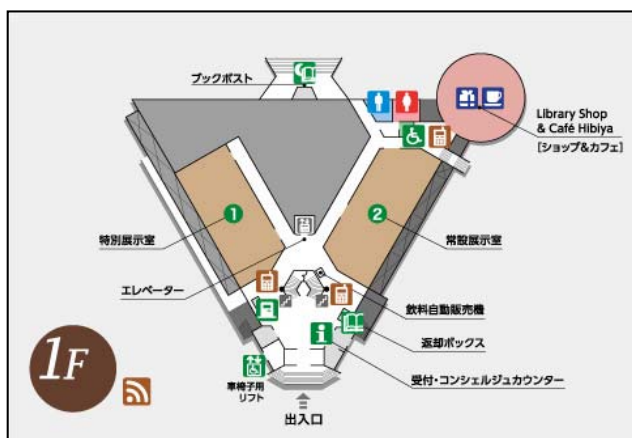 ブックポスト
Library Shop
& Café Hibiya
[ショップ&カフェ]
1
2
特別展示室
常設展示室
エレベーター
飲料自動販売機
返却ボックス
受付・コンシェルジュカウンター
1F
車椅子用
リフト
出入口